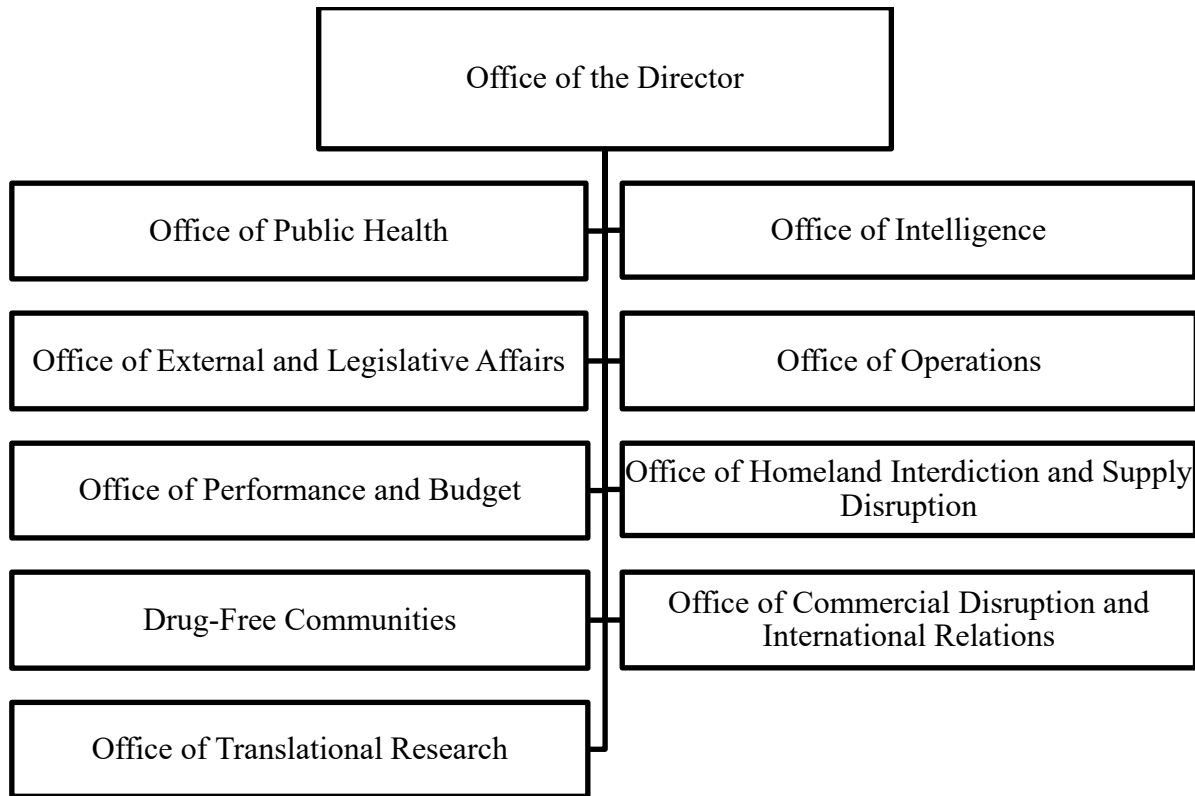 Office of the Director
Office of Public Health
Office of Intelligence
Office of External and Legislative Affairs
Office of Operations
Office of Performance and Budget
Office of Homeland Interdiction and Supply
Disruption
Drug-Free Communities
Office of Commercial Disruption and
International Relations
Office of Translational Research